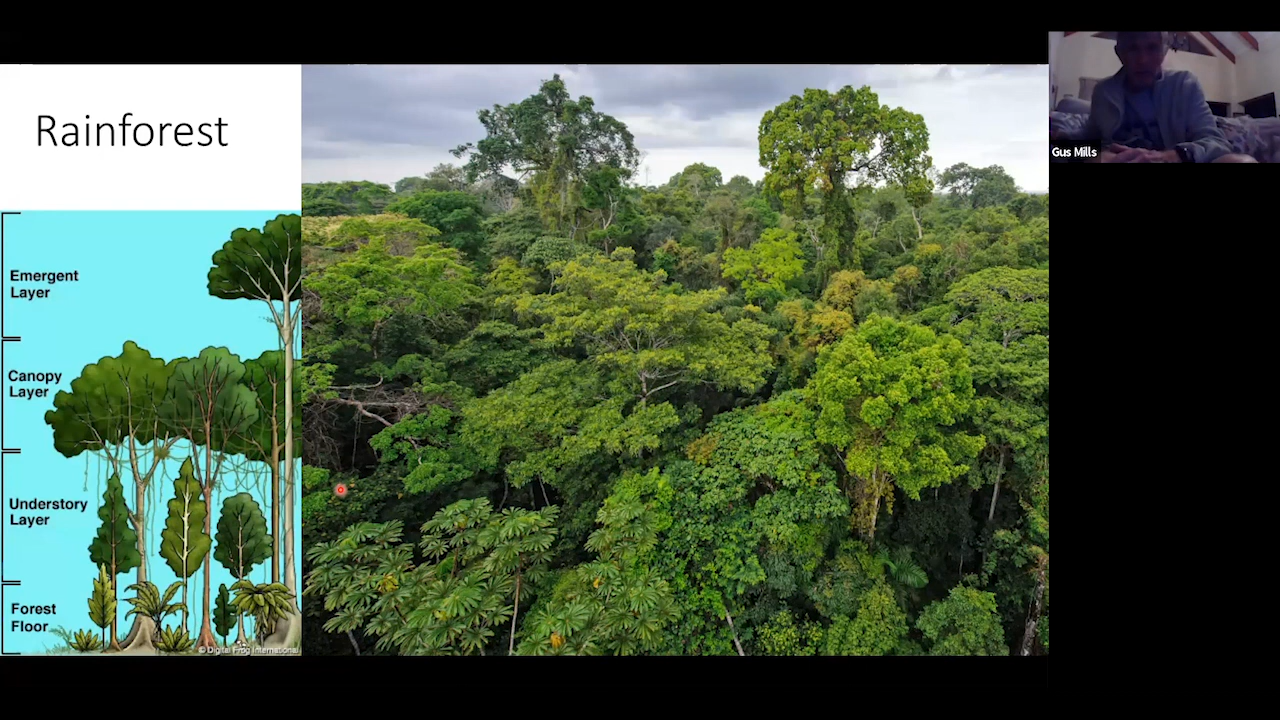 Rainforest
Emergent
Layer
Canopy
Layer
Understory
Layer
Forest
Floor
© Digital Frog International
Gus Mills